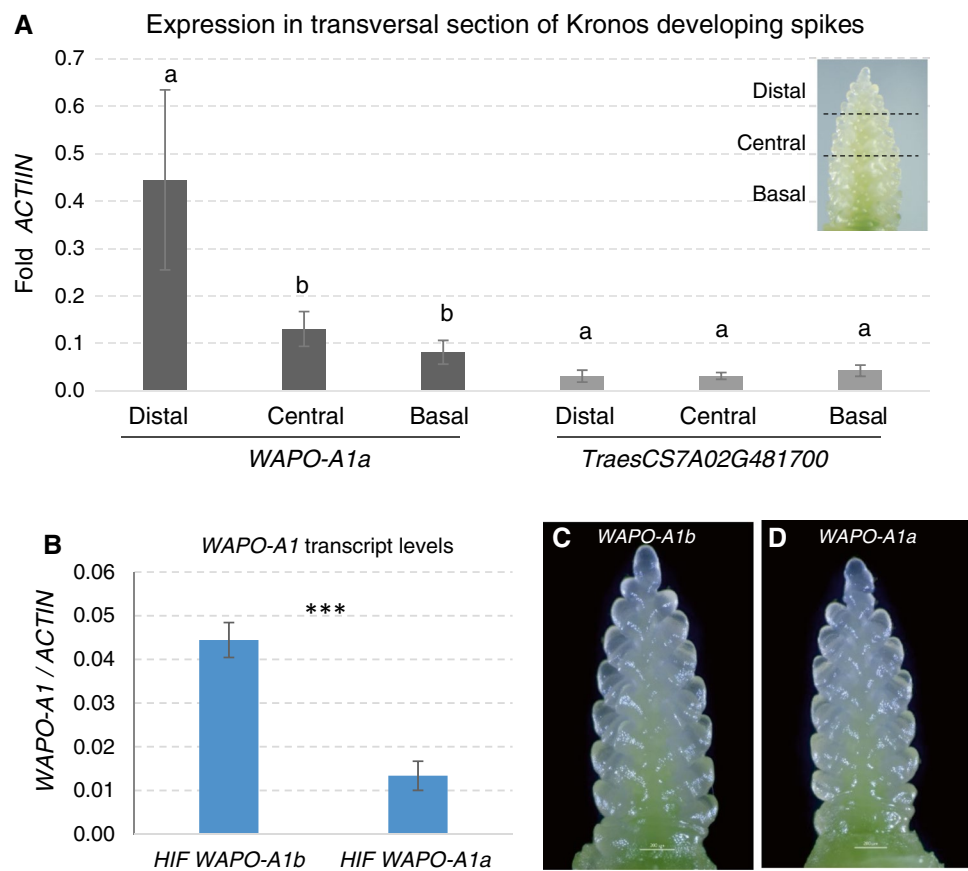 A Expression in transversal section of Kronos developing spikes
0.7
0.6
0.5
0.4
0.3
0.2
0.1
0.0
Fold ACTIIN
a
b
b
a
a
a
Distal
Central
Basal
Distal Central Basal Distal Central Basal
WAPO-A1a TraesCS7A02G481700
B WAPO-A1 transcript levels
0.06
0.05
0.04
0.03
0.02
0.01
0.00
WAPO-A1 / ACTIN
***
HIF WAPO-A1b HIF WAPO-A1a
C WAPO-A1b
D WAPO-A1a